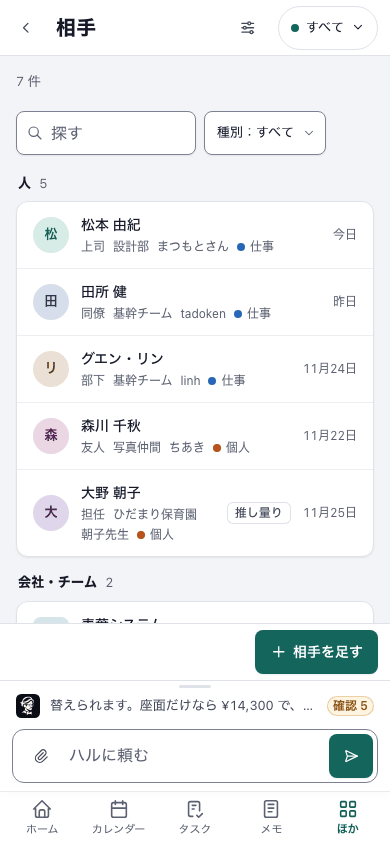 相手
すべて
7 件
探す
種別：すべて
人 5
松 松本 由紀 今日
上司 設計部 まつもとさん 仕事
田 田所 健 昨日
同僚 基幹チーム tadoken 仕事
リ グエン・リン 11月24日
部下 基幹チーム linh 仕事
森 森川 千秋 11月22日
友人 写真仲間 ちあき 個人
大 大野 朝子 推し量り 11月25日
担任 ひだまり保育園
朝子先生 個人
会社・チーム 2
＋ 相手を足す
替えられます。座面だけなら ¥14,300 で、… 確認 5
ハルに頼む
ホーム カレンダー タスク メモ ほか